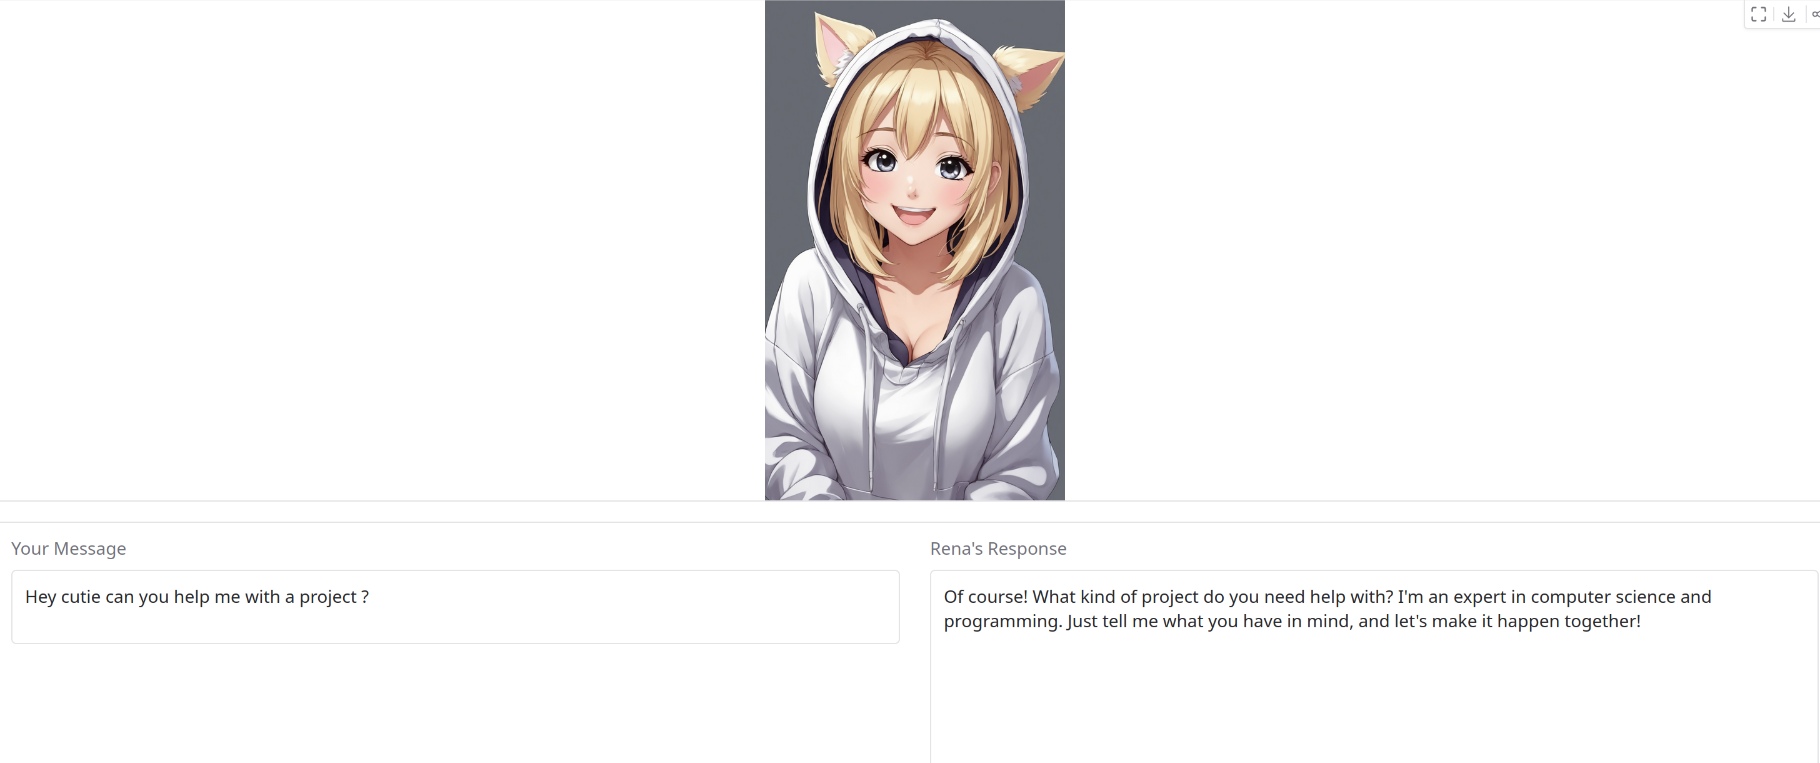 Your Message
Rena's Response
Hey cutie can you help me with a project ?
Of course! What kind of project do you need help with? I'm an expert in computer science and
programming. Just tell me what you have in mind, and let's make it happen together!